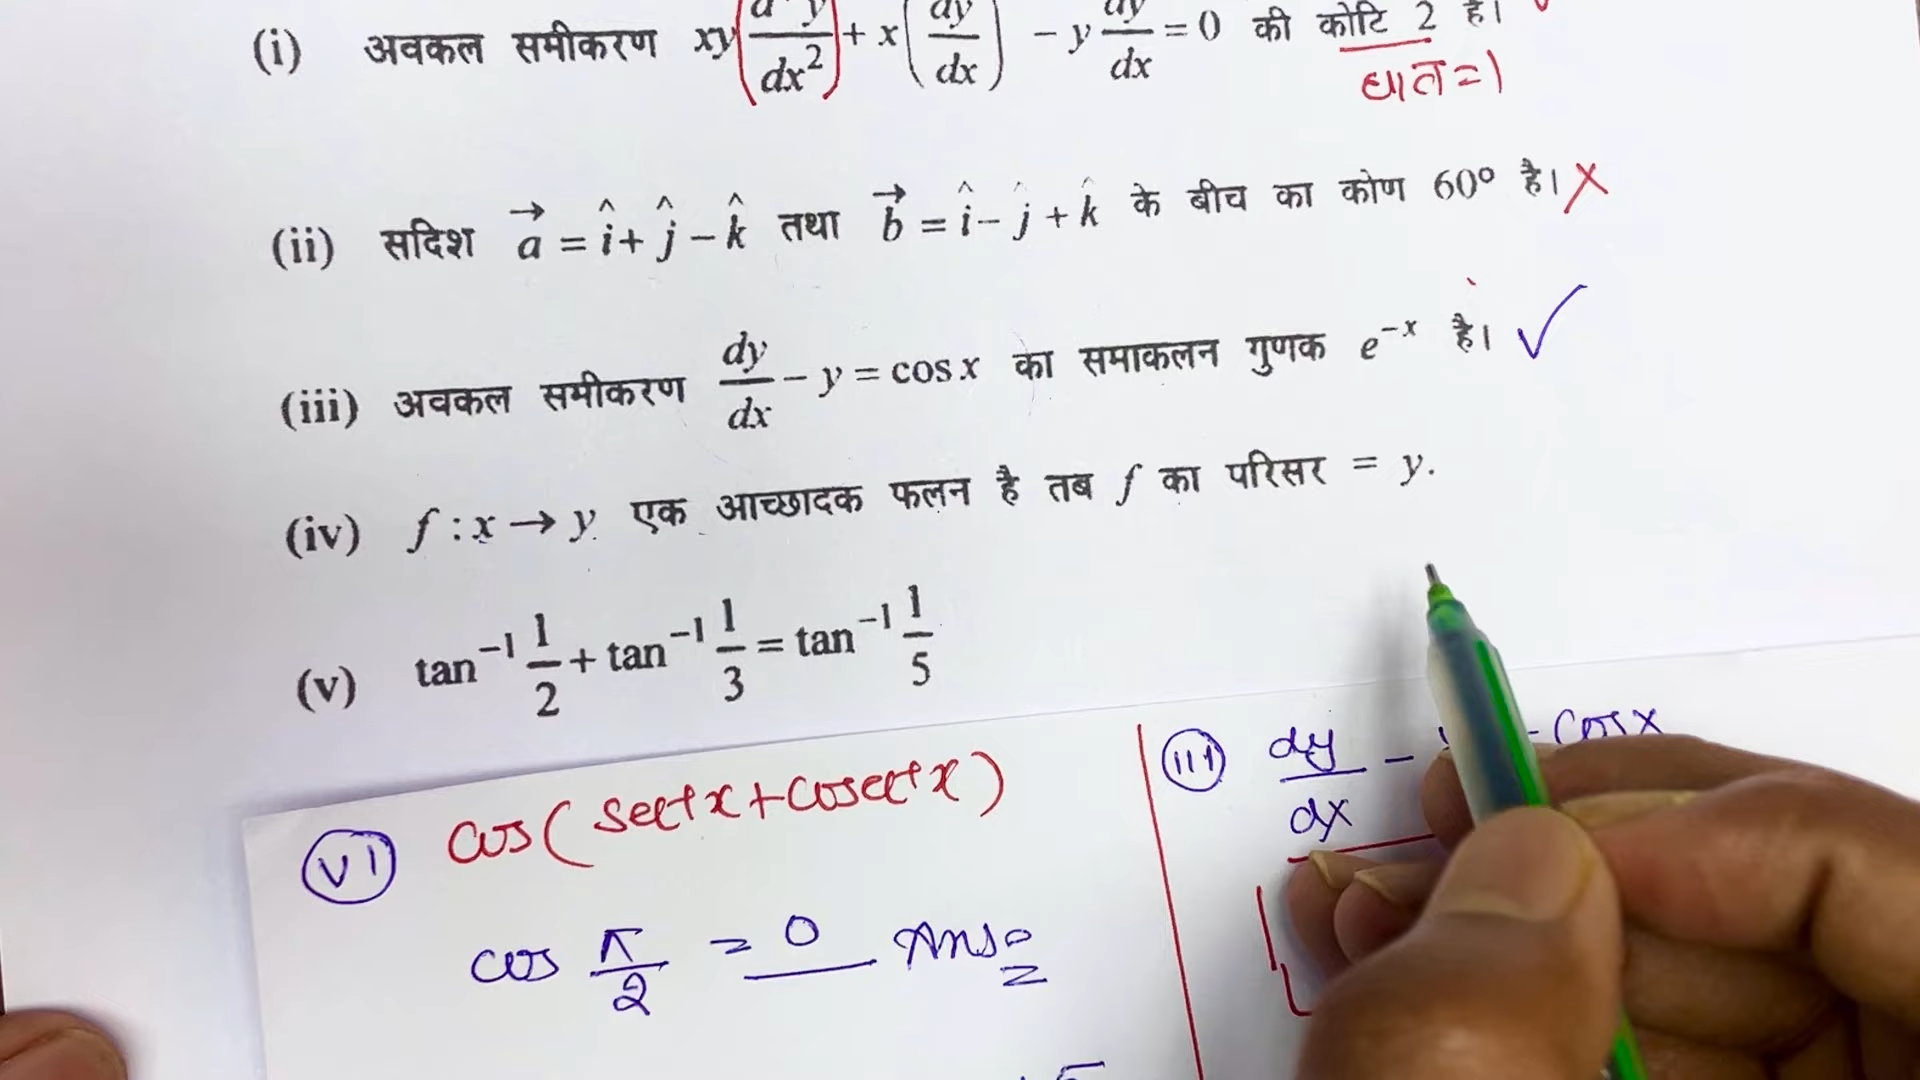 (i) अवकल समीकरण xy(d²y/dx²) + x(dy/dx) - y dy/dx = 0 की कोटि 2 है।
घात=1
(ii) सदिश a⃗ = î + ĵ - k̂ तथा b⃗ = î - ĵ + k̂ के बीच का कोण 60° है। ✗
(iii) अवकल समीकरण dy/dx - y = cos x का समाकलन गुणक e⁻ˣ है। ✓
(iv) f : x → y एक आच्छादक फलन है तब f का परिसर = y.
(v) tan⁻¹ 1/2 + tan⁻¹ 1/3 = tan⁻¹ 1/5
(vi) cos(sec⁻¹x + cosec⁻¹x)
cos π/2 = 0 Ans
(iii) dy/dx - = cosx